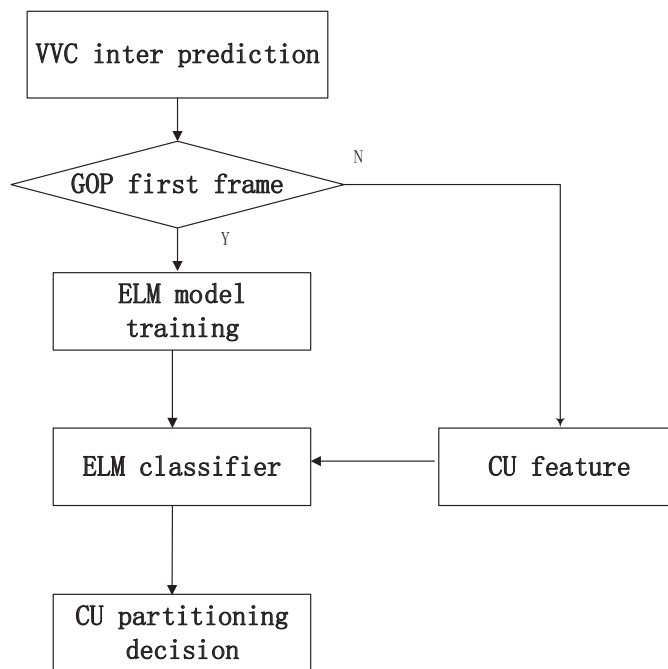 VVC inter prediction
N
GOP first frame
Y
ELM model
training
ELM classifier
CU feature
CU partitioning
decision